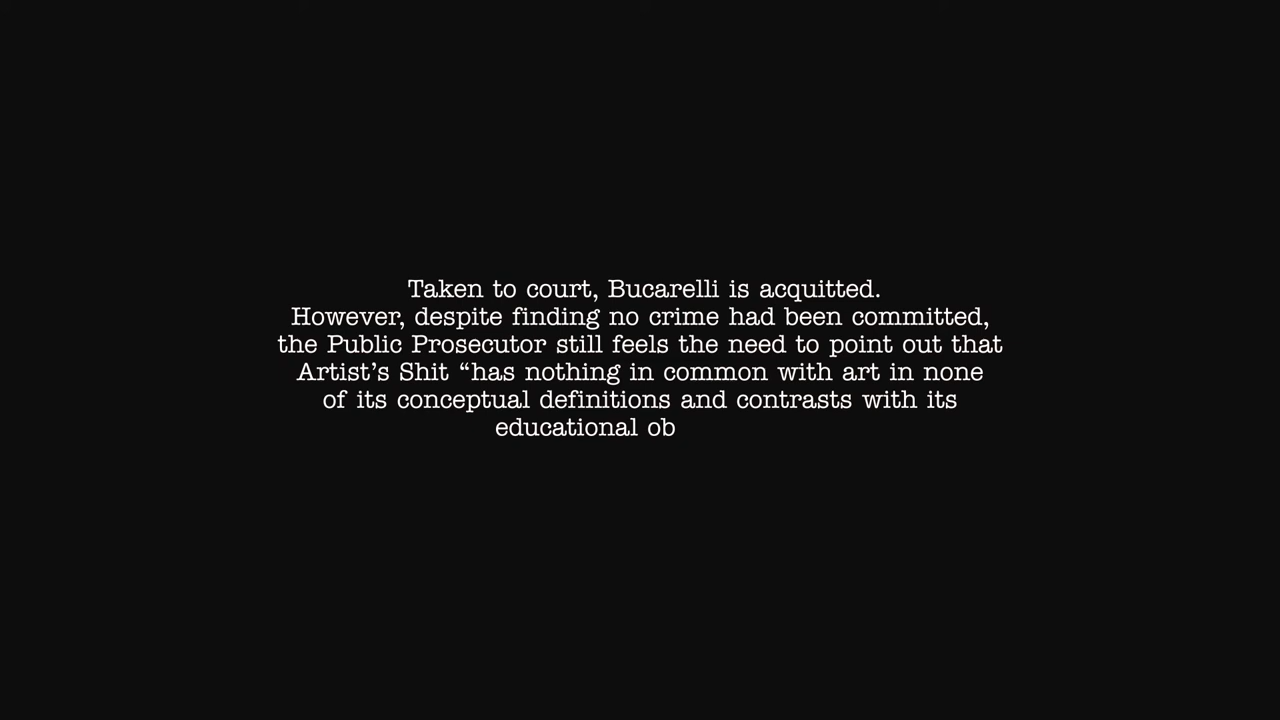 Taken to court, Bucarelli is acquitted.
However, despite finding no crime had been committed,
the Public Prosecutor still feels the need to point out that
Artist’s Shit “has nothing in common with art in none
of its conceptual definitions and contrasts with its
educational ob